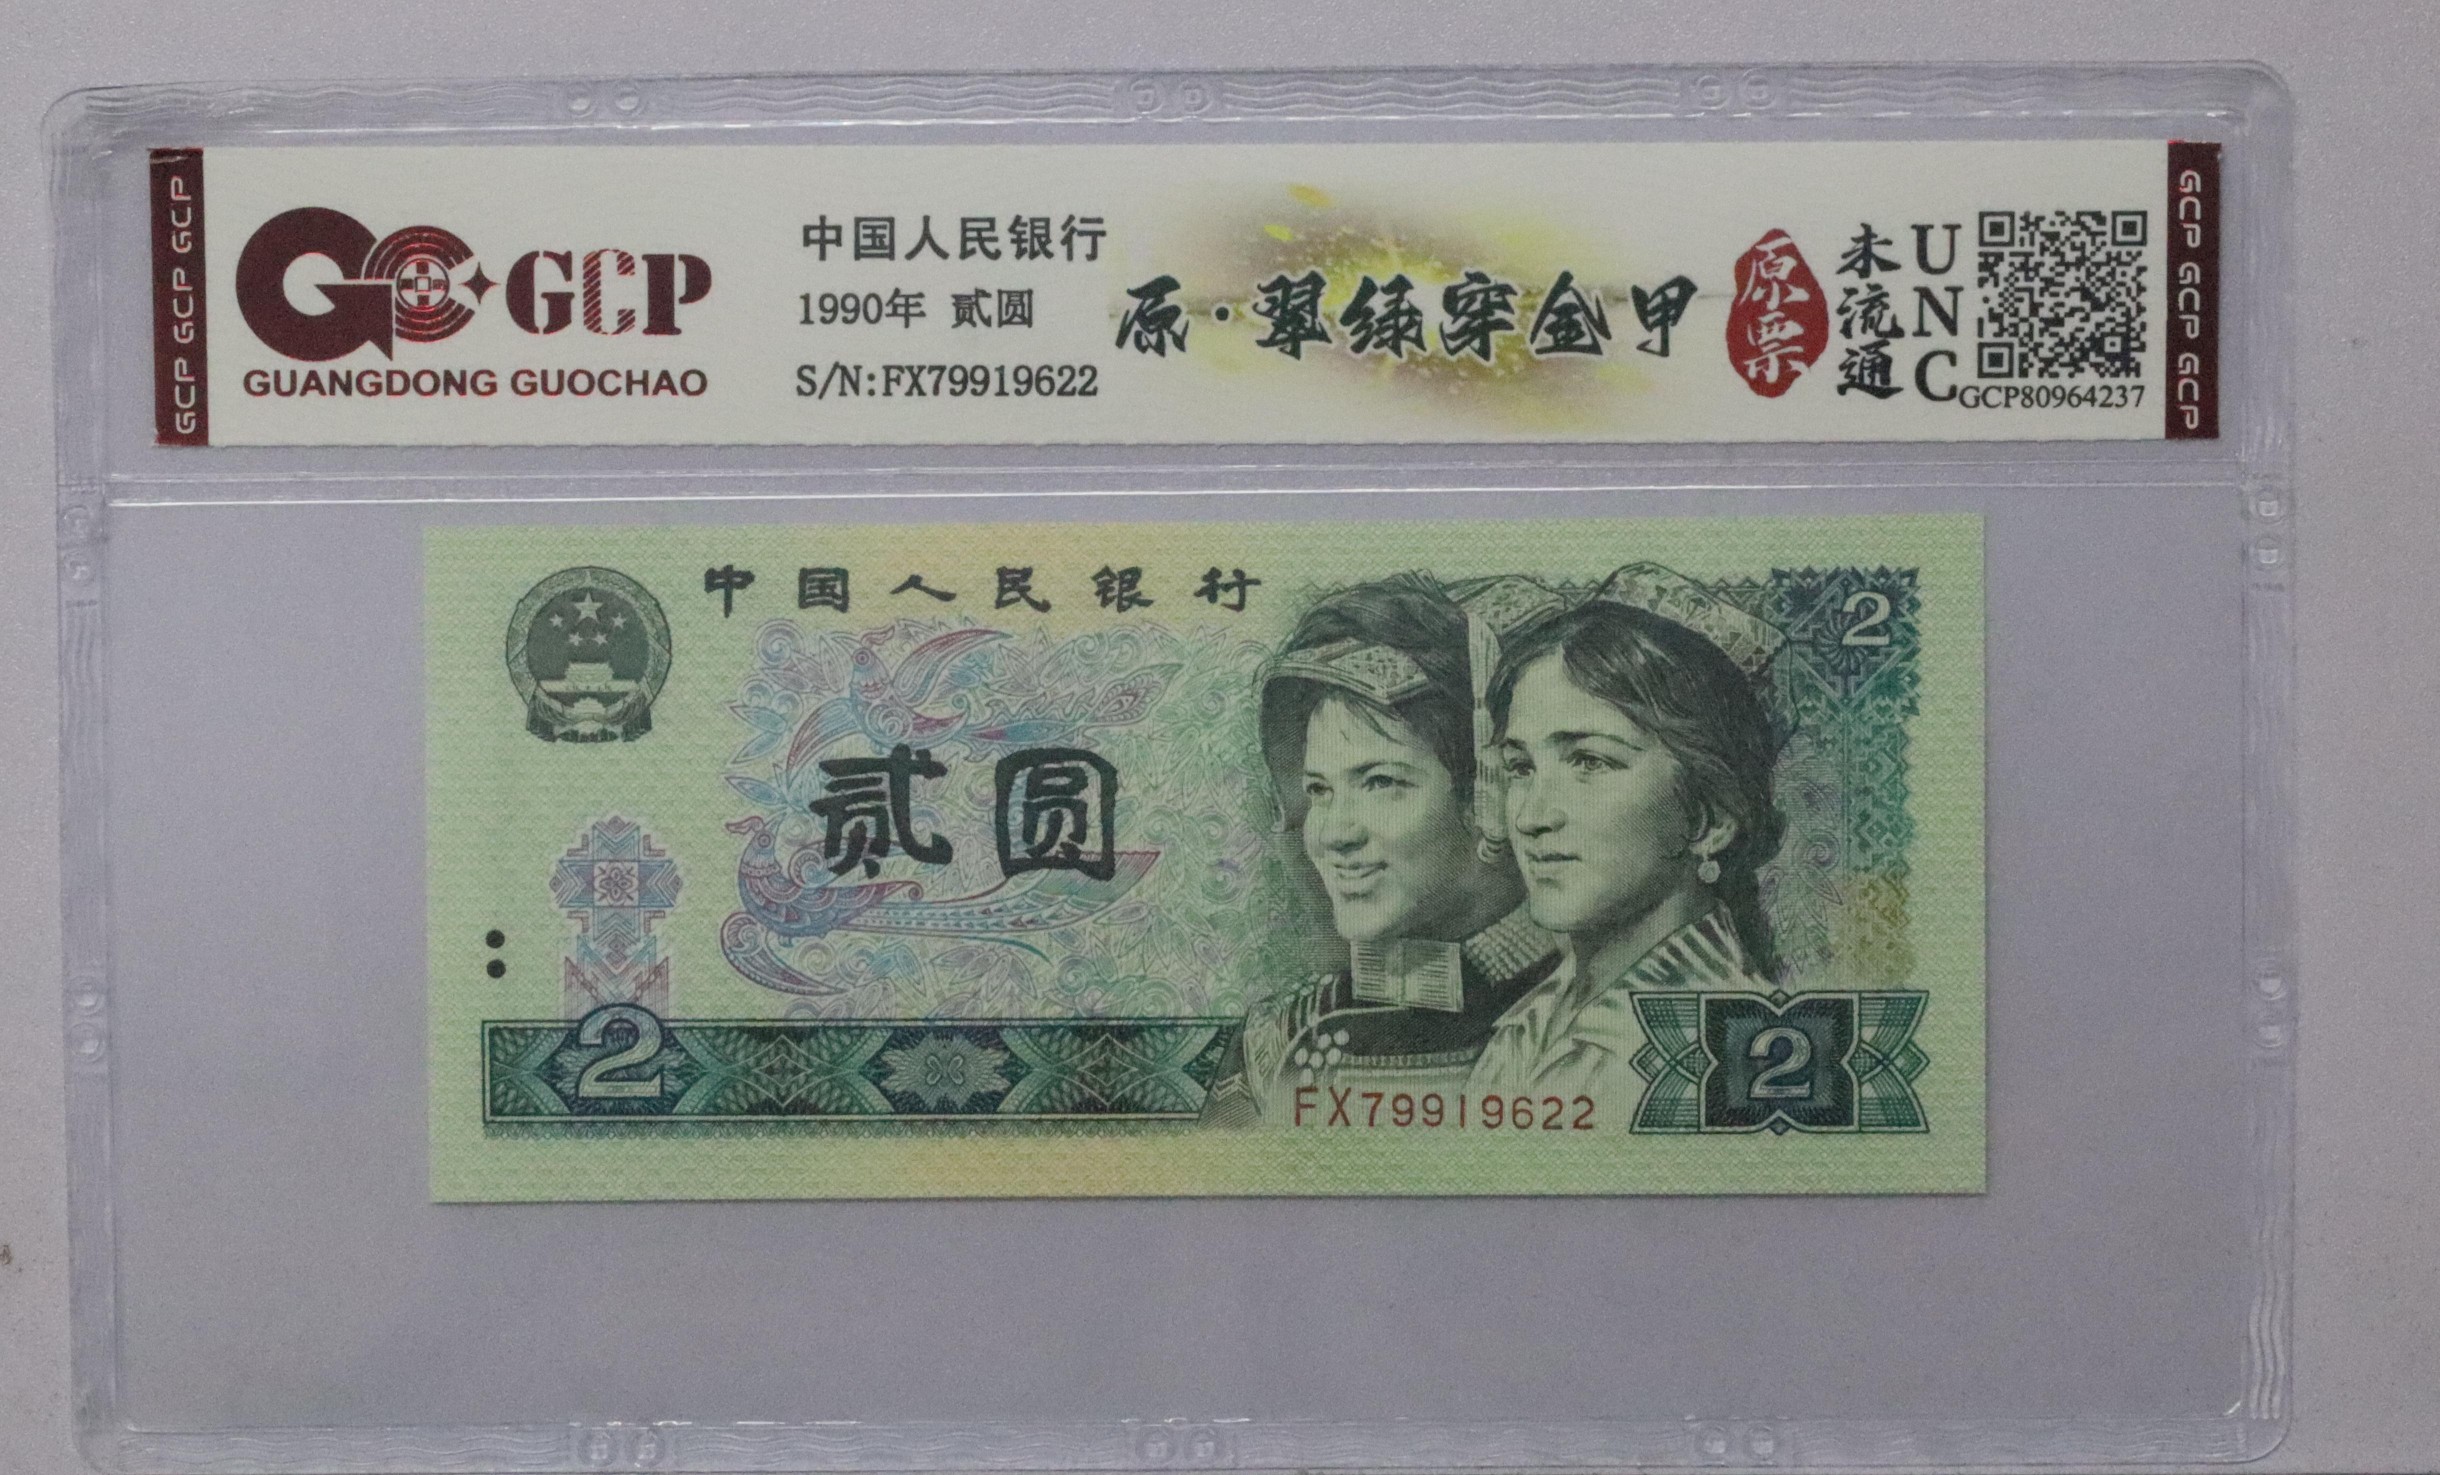 GCP GCP GCP
GCP
GUANGDONG GUOCHAO
中国人民银行
1990年 贰圆
S/N:FX79919622
原·翠绿穿金甲
原票
未流通
UNC
GCP80964237
GCP GCP GCP
中国人民银行
2
贰圆
2
2
FX79919622